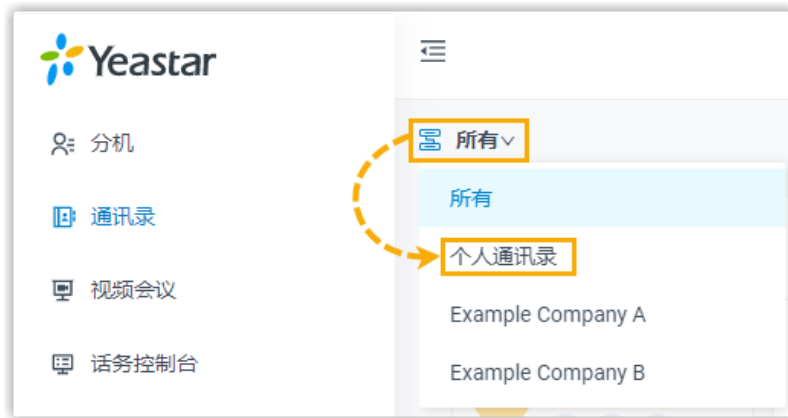 Yeastar
分机
通讯录
视频会议
话务控制台
所有
所有
个人通讯录
Example Company A
Example Company B